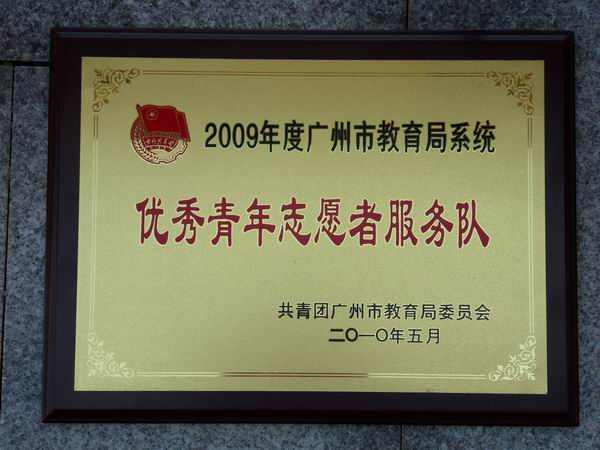 2009年度广州市教育局系统
优秀青年志愿者服务队
共青团广州市教育局委员会
二〇一〇年五月